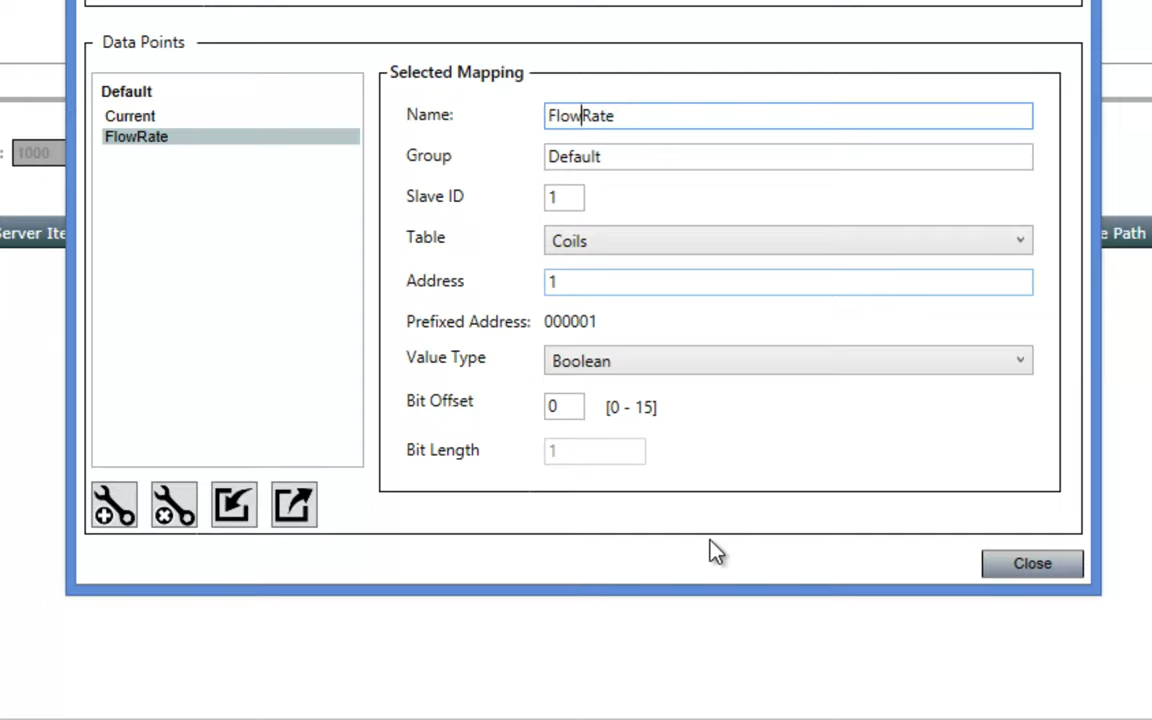 Data Points
Default
Current
FlowRate
Selected Mapping
Name: FlowRate
Group Default
Slave ID 1
Table Coils
Address 1
Prefixed Address: 000001
Value Type Boolean
Bit Offset 0 [0 - 15]
Bit Length 1
Close
: 1000
Server Ite
e Path